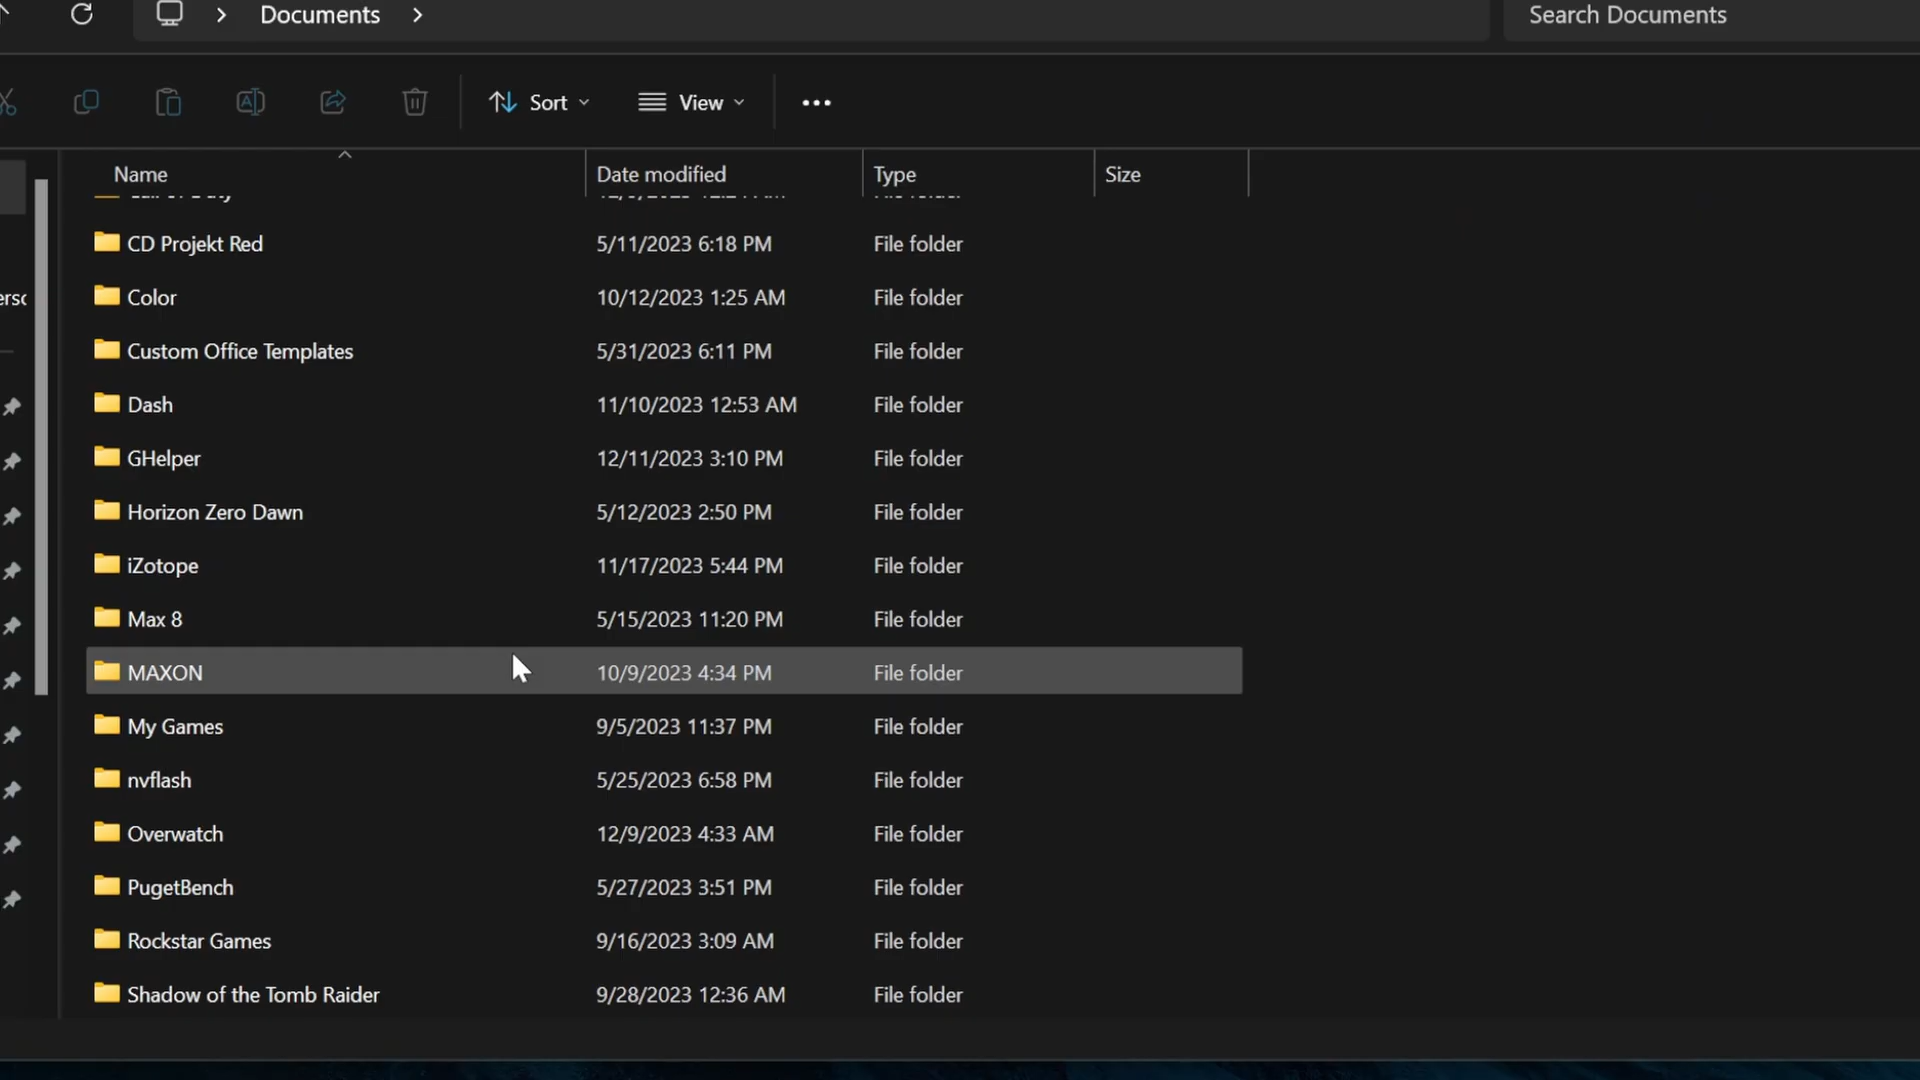 Documents
Search Documents
Sort
View
Name Date modified Type Size
CD Projekt Red 5/11/2023 6:18 PM File folder
Color 10/12/2023 1:25 AM File folder
Custom Office Templates 5/31/2023 6:11 PM File folder
Dash 11/10/2023 12:53 AM File folder
GHelper 12/11/2023 3:10 PM File folder
Horizon Zero Dawn 5/12/2023 2:50 PM File folder
iZotope 11/17/2023 5:44 PM File folder
Max 8 5/15/2023 11:20 PM File folder
MAXON 10/9/2023 4:34 PM File folder
My Games 9/5/2023 11:37 PM File folder
nvflash 5/25/2023 6:58 PM File folder
Overwatch 12/9/2023 4:33 AM File folder
PugetBench 5/27/2023 3:51 PM File folder
Rockstar Games 9/16/2023 3:09 AM File folder
Shadow of the Tomb Raider 9/28/2023 12:36 AM File folder